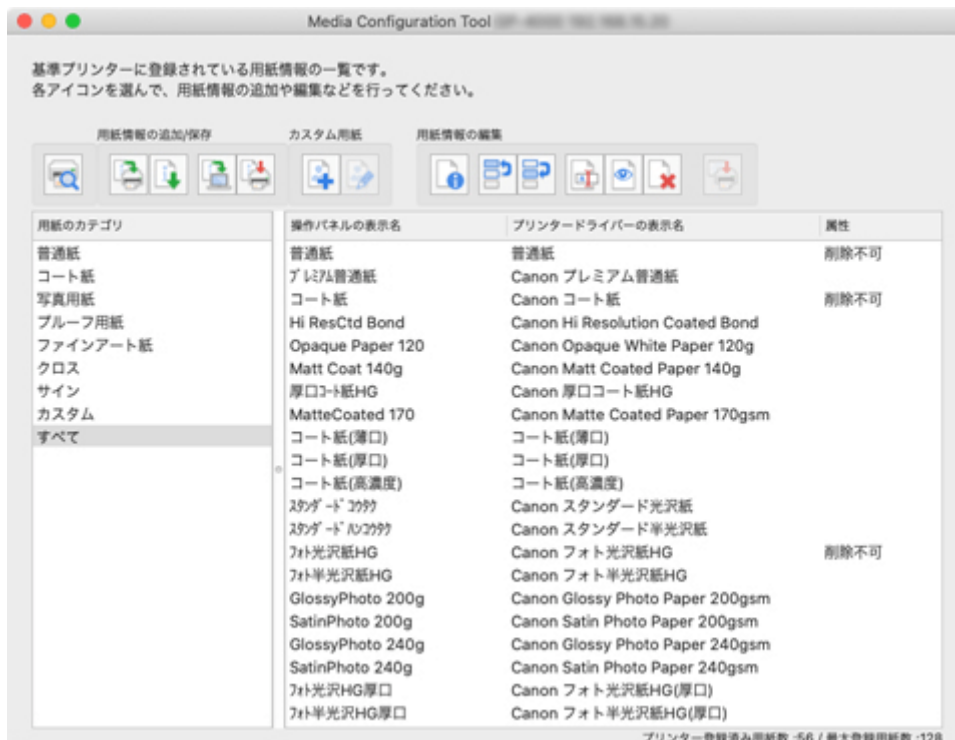 Media Configuration Tool
基準プリンターに登録されている用紙情報の一覧です。
各アイコンを選んで、用紙情報の追加や編集などを行ってください。
用紙情報の追加/保存 カスタム用紙 用紙情報の編集
用紙のカテゴリ 操作パネルの表示名 プリンタードライバーの表示名 属性
普通紙 普通紙 普通紙 削除不可
コート紙 ﾌﾟﾚﾐｱﾑ普通紙 Canon プレミアム普通紙
写真用紙 コート紙 Canon コート紙 削除不可
プルーフ用紙 Hi ResCtd Bond Canon Hi Resolution Coated Bond
ファインアート紙 Opaque Paper 120 Canon Opaque White Paper 120g
クロス Matt Coat 140g Canon Matt Coated Paper 140g
サイン 厚口ｺｰﾄ紙HG Canon 厚口コート紙HG
カスタム MatteCoated 170 Canon Matte Coated Paper 170gsm
すべて コート紙(薄口) コート紙(薄口)
コート紙(厚口) コート紙(厚口)
コート紙(高濃度) コート紙(高濃度)
ｽﾀﾝﾀﾞｰﾄﾞｺｳﾀｸ Canon スタンダード光沢紙
ｽﾀﾝﾀﾞｰﾄﾞﾊﾝｺｳﾀｸ Canon スタンダード半光沢紙
ﾌｫﾄ光沢紙HG Canon フォト光沢紙HG 削除不可
ﾌｫﾄ半光沢紙HG Canon フォト半光沢紙HG
GlossyPhoto 200g Canon Glossy Photo Paper 200gsm
SatinPhoto 200g Canon Satin Photo Paper 200gsm
GlossyPhoto 240g Canon Glossy Photo Paper 240gsm
SatinPhoto 240g Canon Satin Photo Paper 240gsm
ﾌｫﾄ光沢HG厚口 Canon フォト光沢紙HG(厚口)
ﾌｫﾄ半光沢HG厚口 Canon フォト半光沢紙HG(厚口)
プリンター登録済み用紙数 :56 / 最大登録用紙数 :128